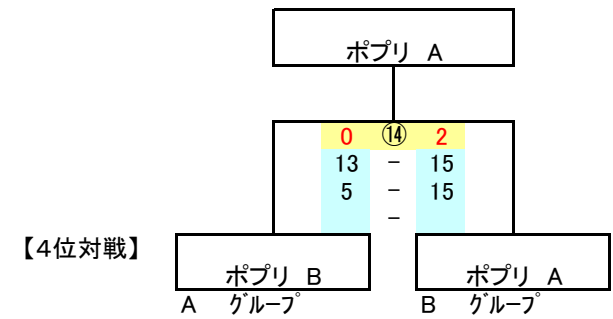 ポプリ A
0 ⑭ 2
13 － 15
5 － 15
－
【4位対戦】
ポプリ B ポプリ A
A ｸﾞﾙｰﾌﾟ B ｸﾞﾙｰﾌﾟ